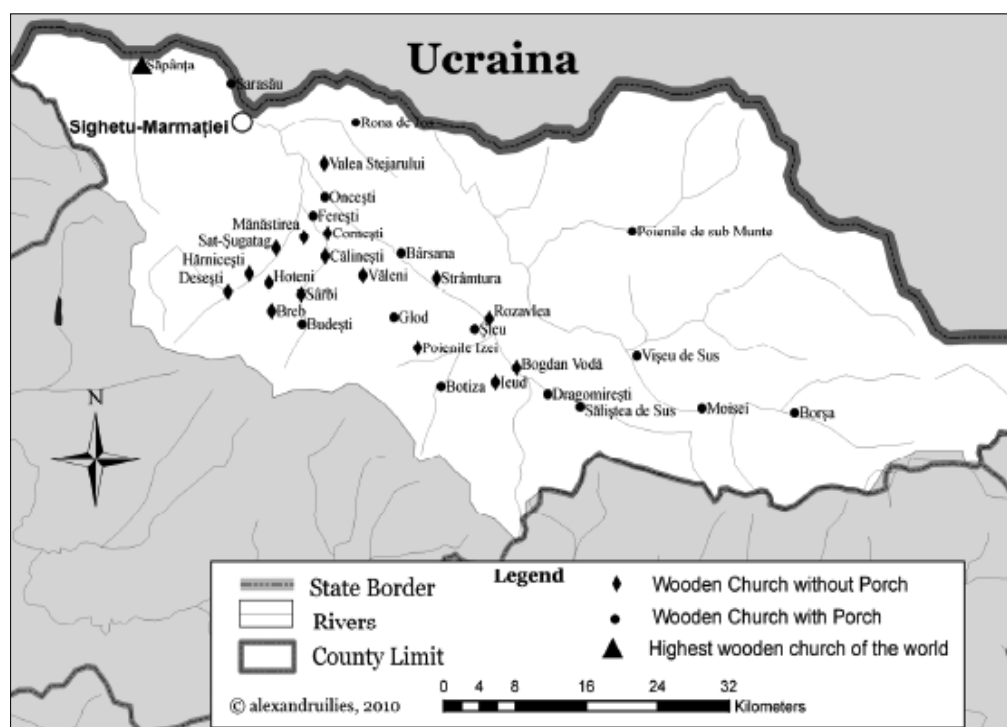 Ucraina
Săpânța
Sarasău
Sighetu-Marmației
Rona de Jos
Valea Stejarului
Oncești
Ferești
Mănăstirea
Cornești
Poienile de sub Munte
Sat-Șugatag
Călinești
Bârsana
Hărnicești
Desești
Hoteni
Văleni
Strâmtura
Sârbi
Breb
Budești
Glod
Rozavlea
Șieu
Poienile Izei
Vișeu de Sus
Bogdan Vodă
Botiza
Ieud
Dragomirești
Săliștea de Sus
Moisei
Borșa
N
Legend
State Border
Rivers
County Limit
Wooden Church without Porch
Wooden Church with Porch
Highest wooden church of the world
© alexandruilies, 2010
0 4 8 16 24 32
Kilometers